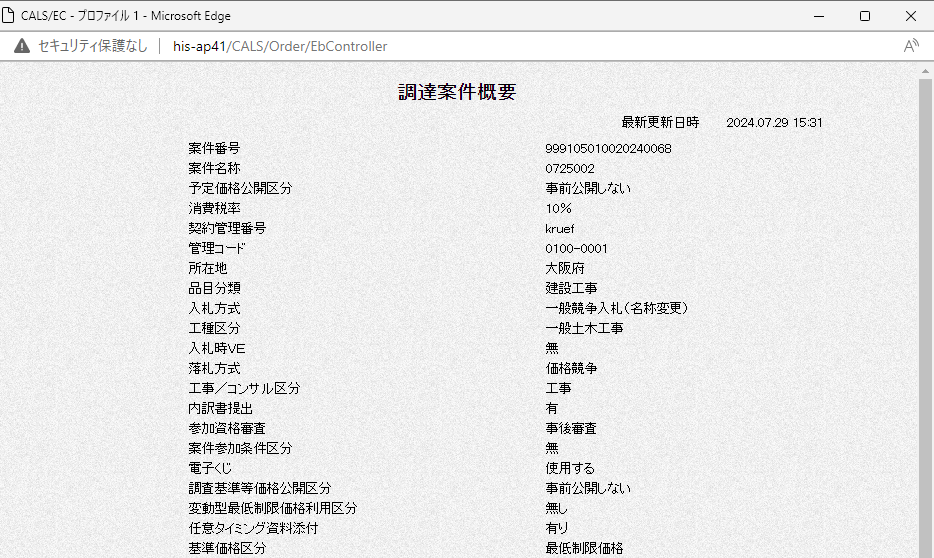 CALS/EC - プロファイル 1 - Microsoft Edge
セキュリティ保護なし | his-ap41/CALS/Order/EbController
調達案件概要
最新更新日時 2024.07.29 15:31
案件番号 999105010020240068
案件名称 0725002
予定価格公開区分 事前公開しない
消費税率 10%
契約管理番号 kruef
管理コード 0100-0001
所在地 大阪府
品目分類 建設工事
入札方式 一般競争入札(名称変更)
工種区分 一般土木工事
入札時VE 無
落札方式 価格競争
工事/コンサル区分 工事
内訳書提出 有
参加資格審査 事後審査
案件参加条件区分 無
電子くじ 使用する
調査基準等価格公開区分 事前公開しない
変動型最低制限価格利用区分 無し
任意タイミング資料添付 有り
基準価格区分 最低制限価格